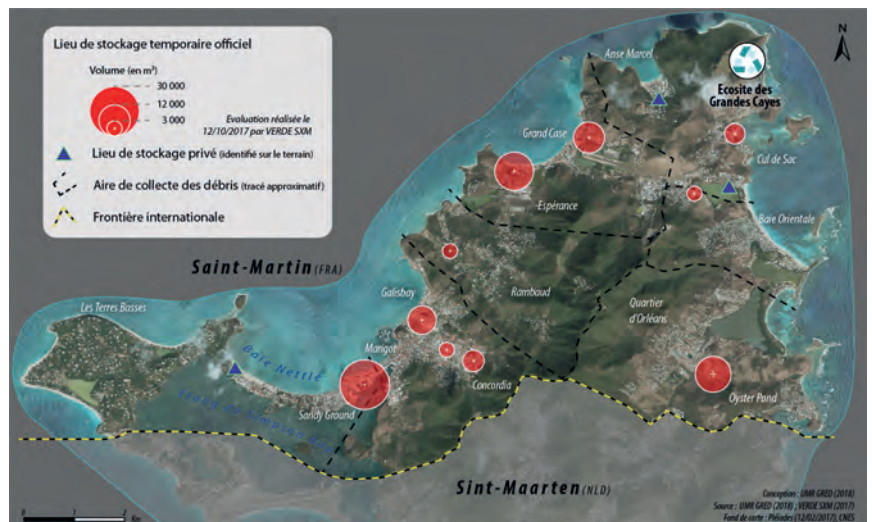 Lieu de stockage temporaire officiel
Volume (en m³)
30 000
12 000
3 000
Evaluation réalisée le
12/10/2017 par VERDE SXM
Lieu de stockage privé (identifié sur le terrain)
Aire de collecte des débris (tracé approximatif)
Frontière internationale
N
Anse Marcel
Ecosite des
Grandes Cayes
Grand Case
Cul de Sac
Espérance
Baie Orientale
Saint-Martin (FRA)
Galisbay
Rambaud
Quartier
d'Orléans
Les Terres Basses
Baie Nettlé
Marigot
Concordia
Sandy Ground
Oyster Pond
Sint-Maarten (NLD)
0 1 2
Km
Conception : UMR GRED (2018)
Source : UMR GRED (2018) ; VERDE SXM (2017)
Fond de carte : Pléiades (12/02/2017), CNES